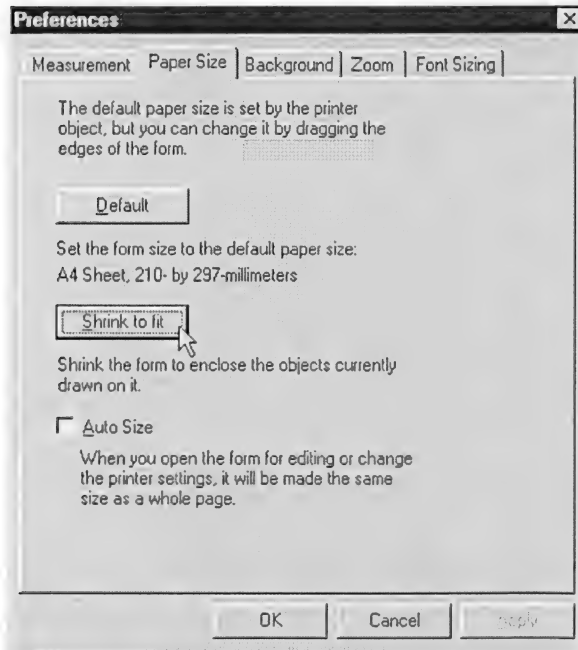 Preferences
Measurement Paper Size Background Zoom Font Sizing
The default paper size is set by the printer
object, but you can change it by dragging the
edges of the form.
Default
Set the form size to the default paper size:
A4 Sheet, 210- by 297-millimeters
Shrink to fit
Shrink the form to enclose the objects currently
drawn on it.
Auto Size
When you open the form for editing or change
the printer settings, it will be made the same
size as a whole page.
OK Cancel